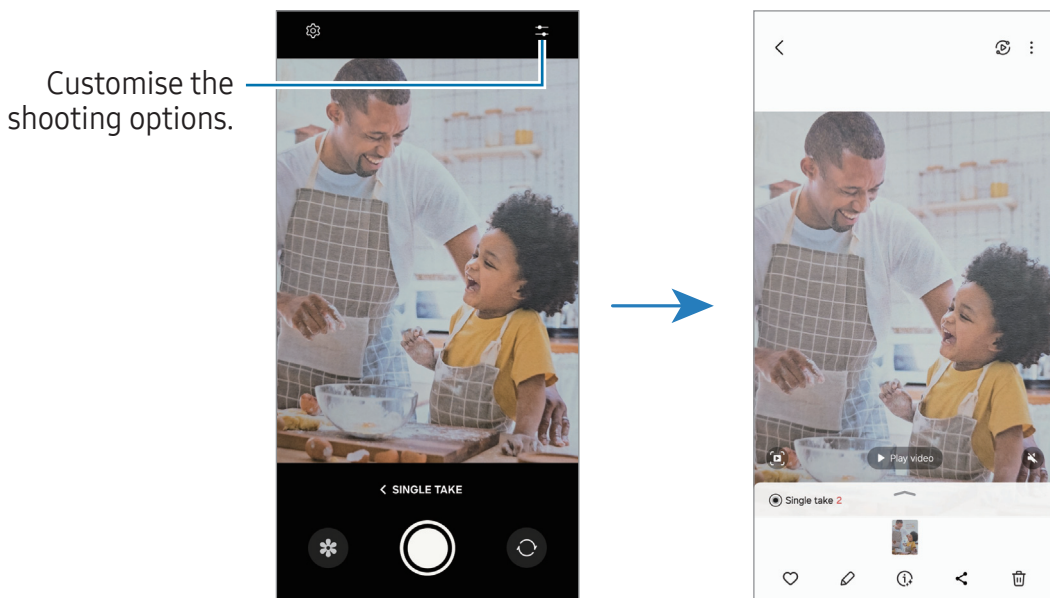 Customise the
shooting options.
SINGLE TAKE
Play video
Single take 2